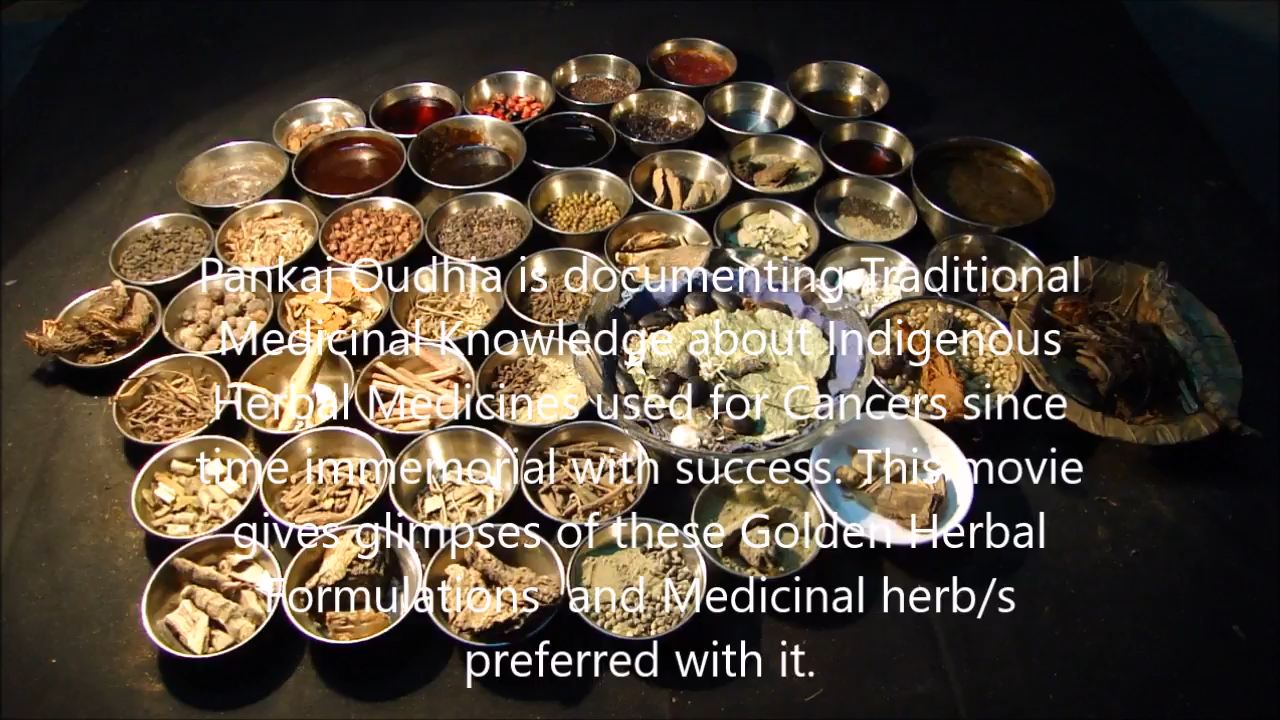 Pankaj Oudhia is documenting Traditional
Medicinal Knowledge about Indigenous
Herbal Medicines used for Cancers since
time immemorial with success. This movie
gives glimpses of these Golden Herbal
Formulations  and Medicinal herb/s
preferred with it.